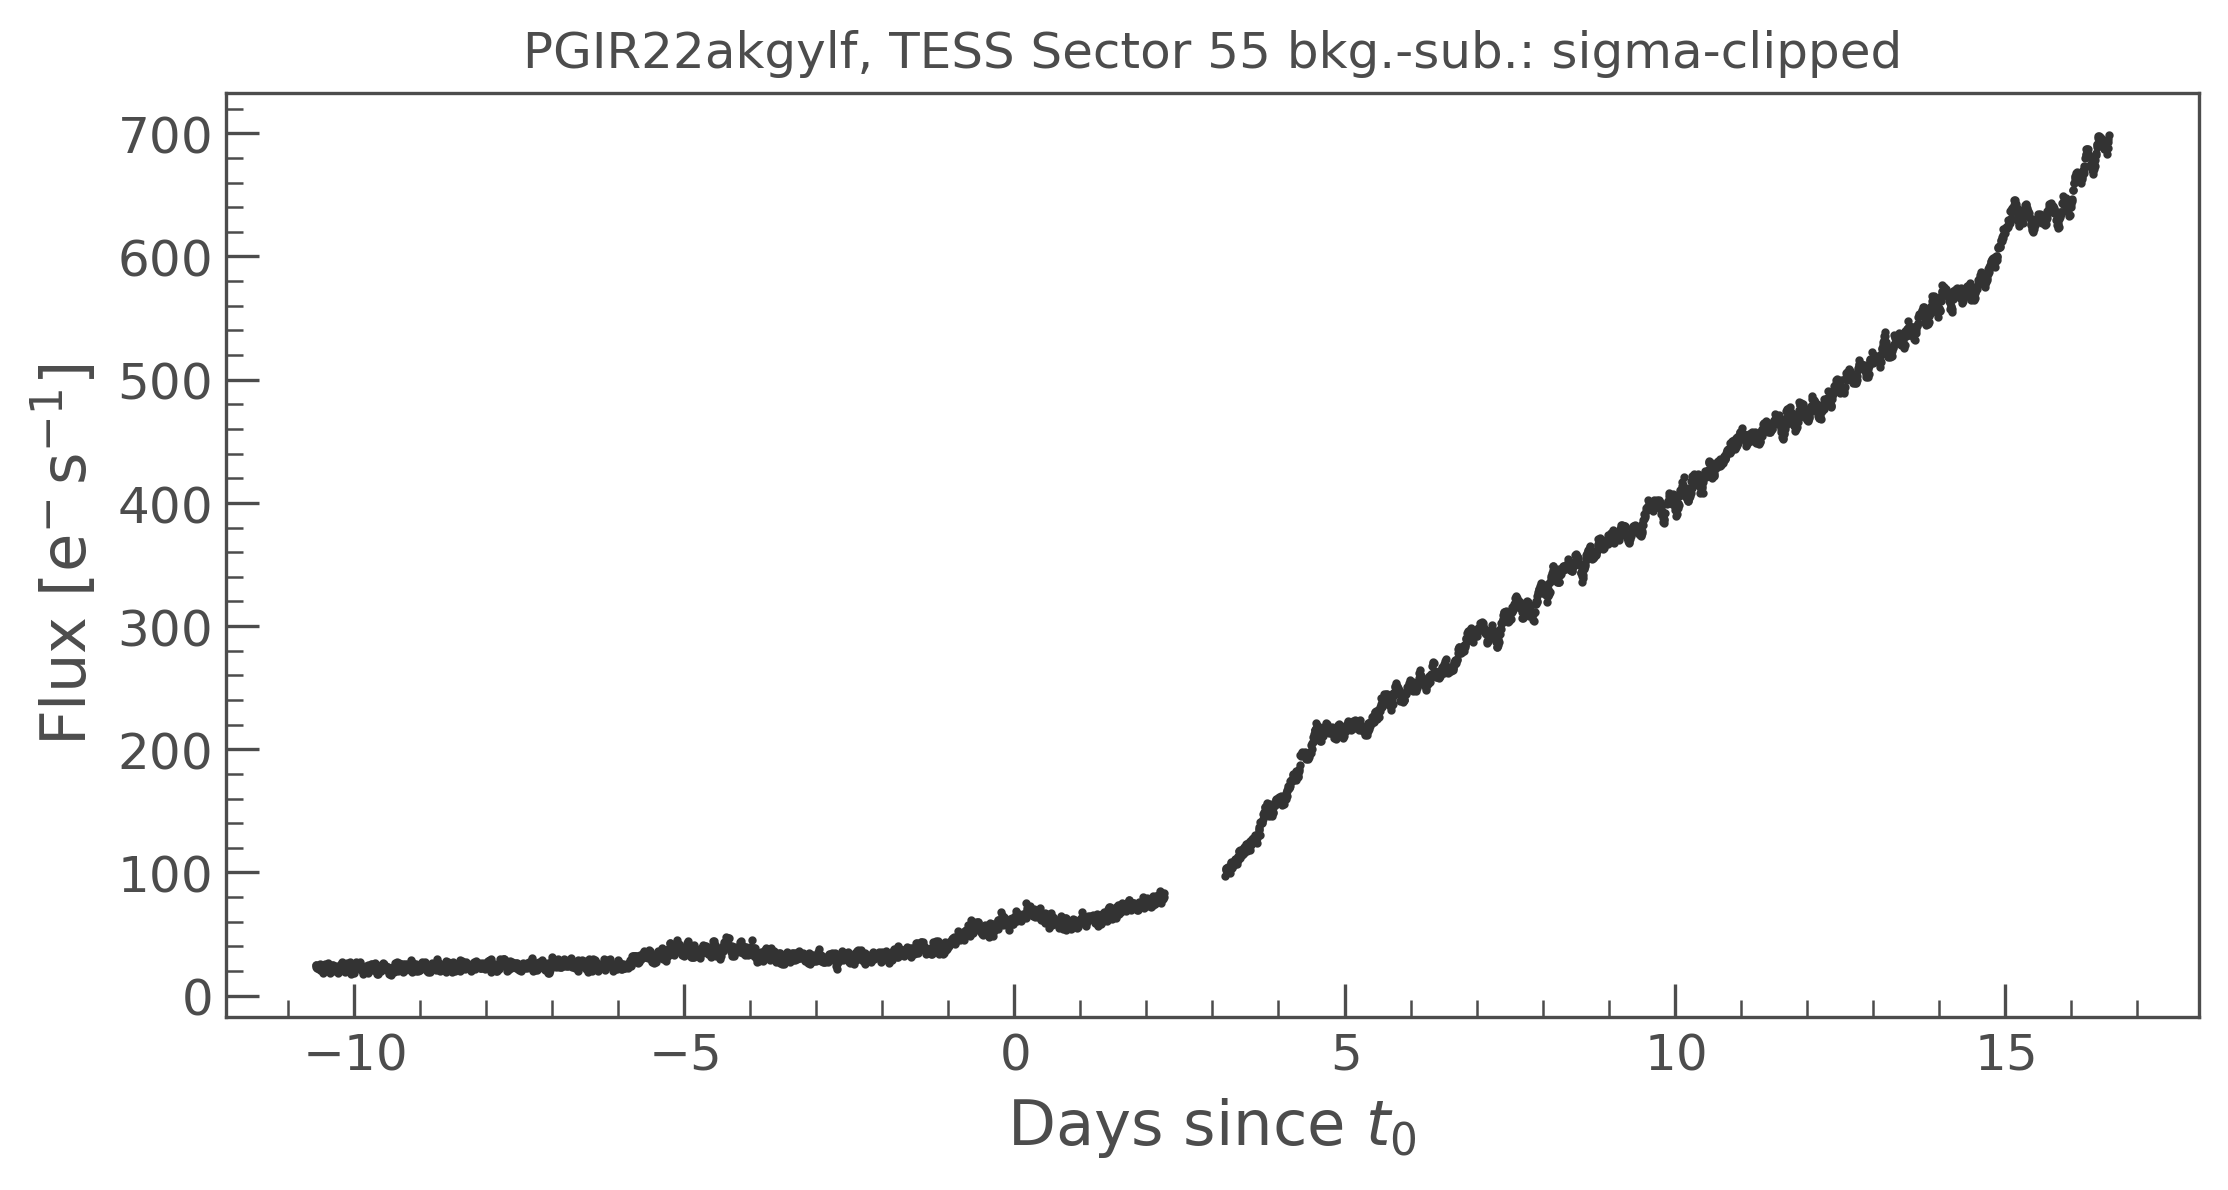 PGIR22akgylf, TESS Sector 55 bkg.-sub.: sigma-clipped
Flux [e⁻ s⁻¹]
700
600
500
400
300
200
100
0
−10 −5 0 5 10 15
Days since t₀